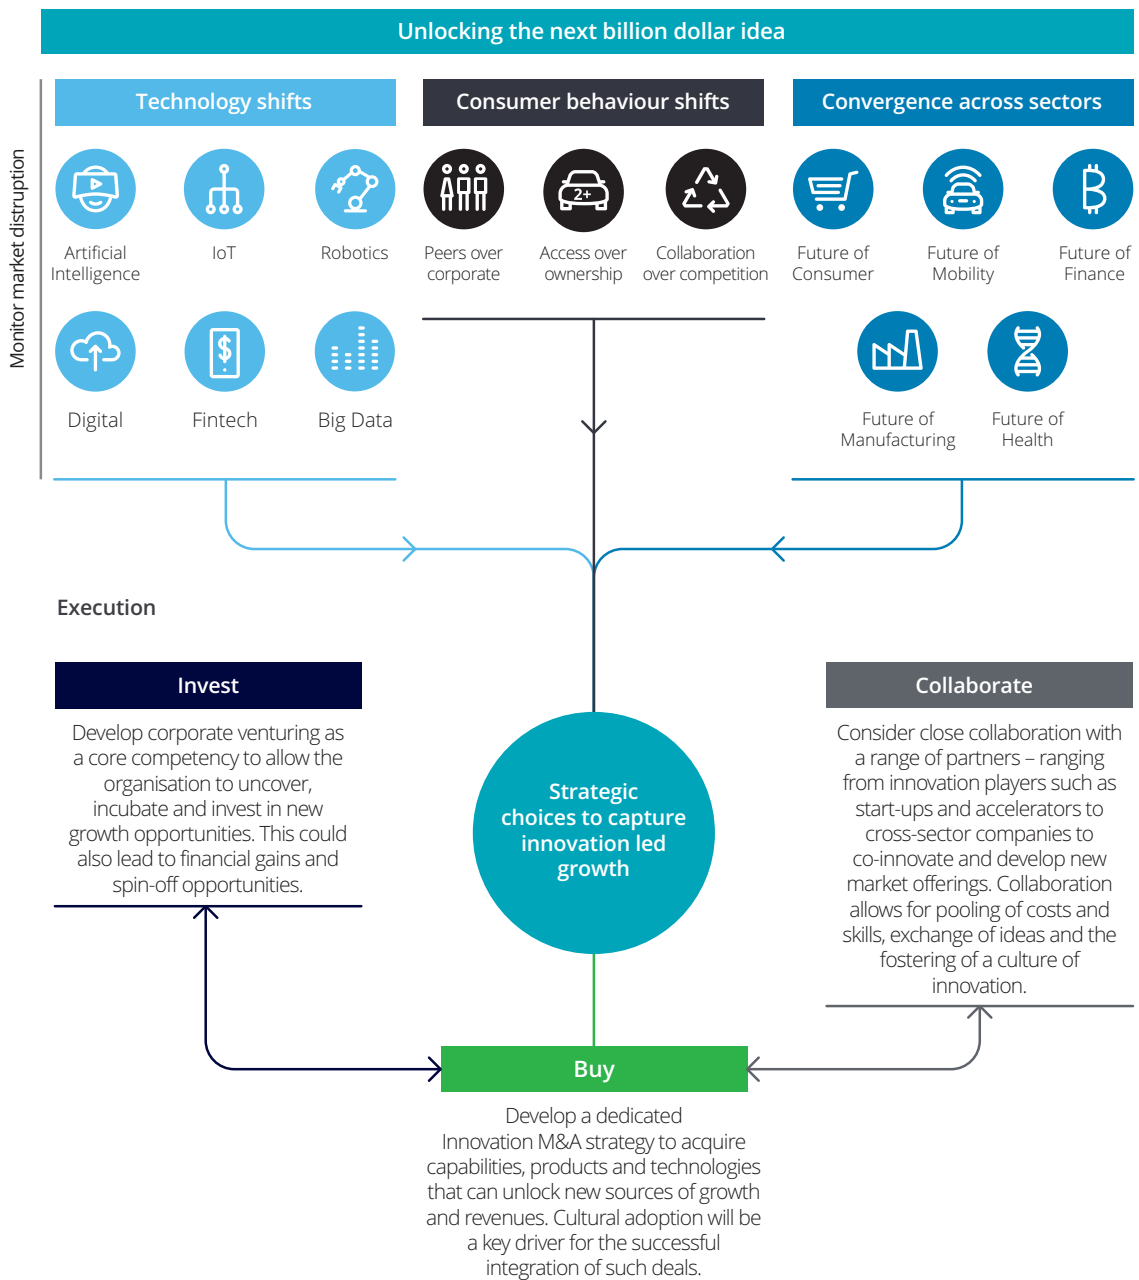 Unlocking the next billion dollar idea
Monitor market distruption
Technology shifts
Artificial
Intelligence
IoT
Robotics
Digital
Fintech
$
Big Data
Consumer behaviour shifts
Peers over
corporate
2+
Access over
ownership
Collaboration
over competition
Convergence across sectors
Future of
Consumer
Future of
Mobility
Future of
Finance
Future of
Manufacturing
Future of
Health
Execution
Invest
Develop corporate venturing as
a core competency to allow the
organisation to uncover,
incubate and invest in new
growth opportunities. This could
also lead to financial gains and
spin-off opportunities.
Strategic
choices to capture
innovation led
growth
Collaborate
Consider close collaboration with
a range of partners – ranging
from innovation players such as
start-ups and accelerators to
cross-sector companies to
co-innovate and develop new
market offerings. Collaboration
allows for pooling of costs and
skills, exchange of ideas and the
fostering of a culture of
innovation.
Buy
Develop a dedicated
Innovation M&A strategy to acquire
capabilities, products and technologies
that can unlock new sources of growth
and revenues. Cultural adoption will be
a key driver for the successful
integration of such deals.